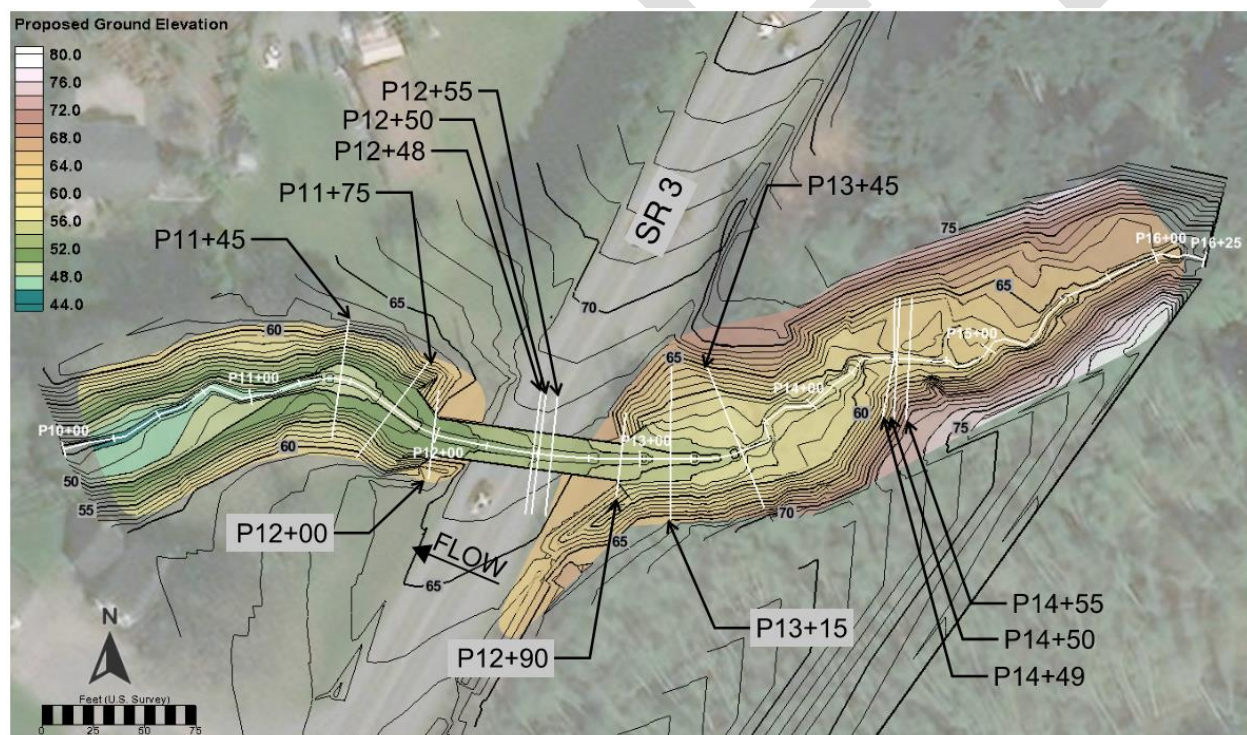 Proposed Ground Elevation
80.0
76.0
72.0
68.0
64.0
60.0
56.0
52.0
48.0
44.0
P12+55
P12+50
P12+48
P11+75
P11+45
SR 3
P13+45
75
P16+00
P16+25
65
70
65
60
65
P15+00
P11+00
P14+00
P10+00
60
60
P13+00
P12+00
75
50
55
70
65
P12+00
FLOW
65
P14+55
P14+50
P14+49
P13+15
P12+90
N
Feet (U.S. Survey)
0 25 50 75